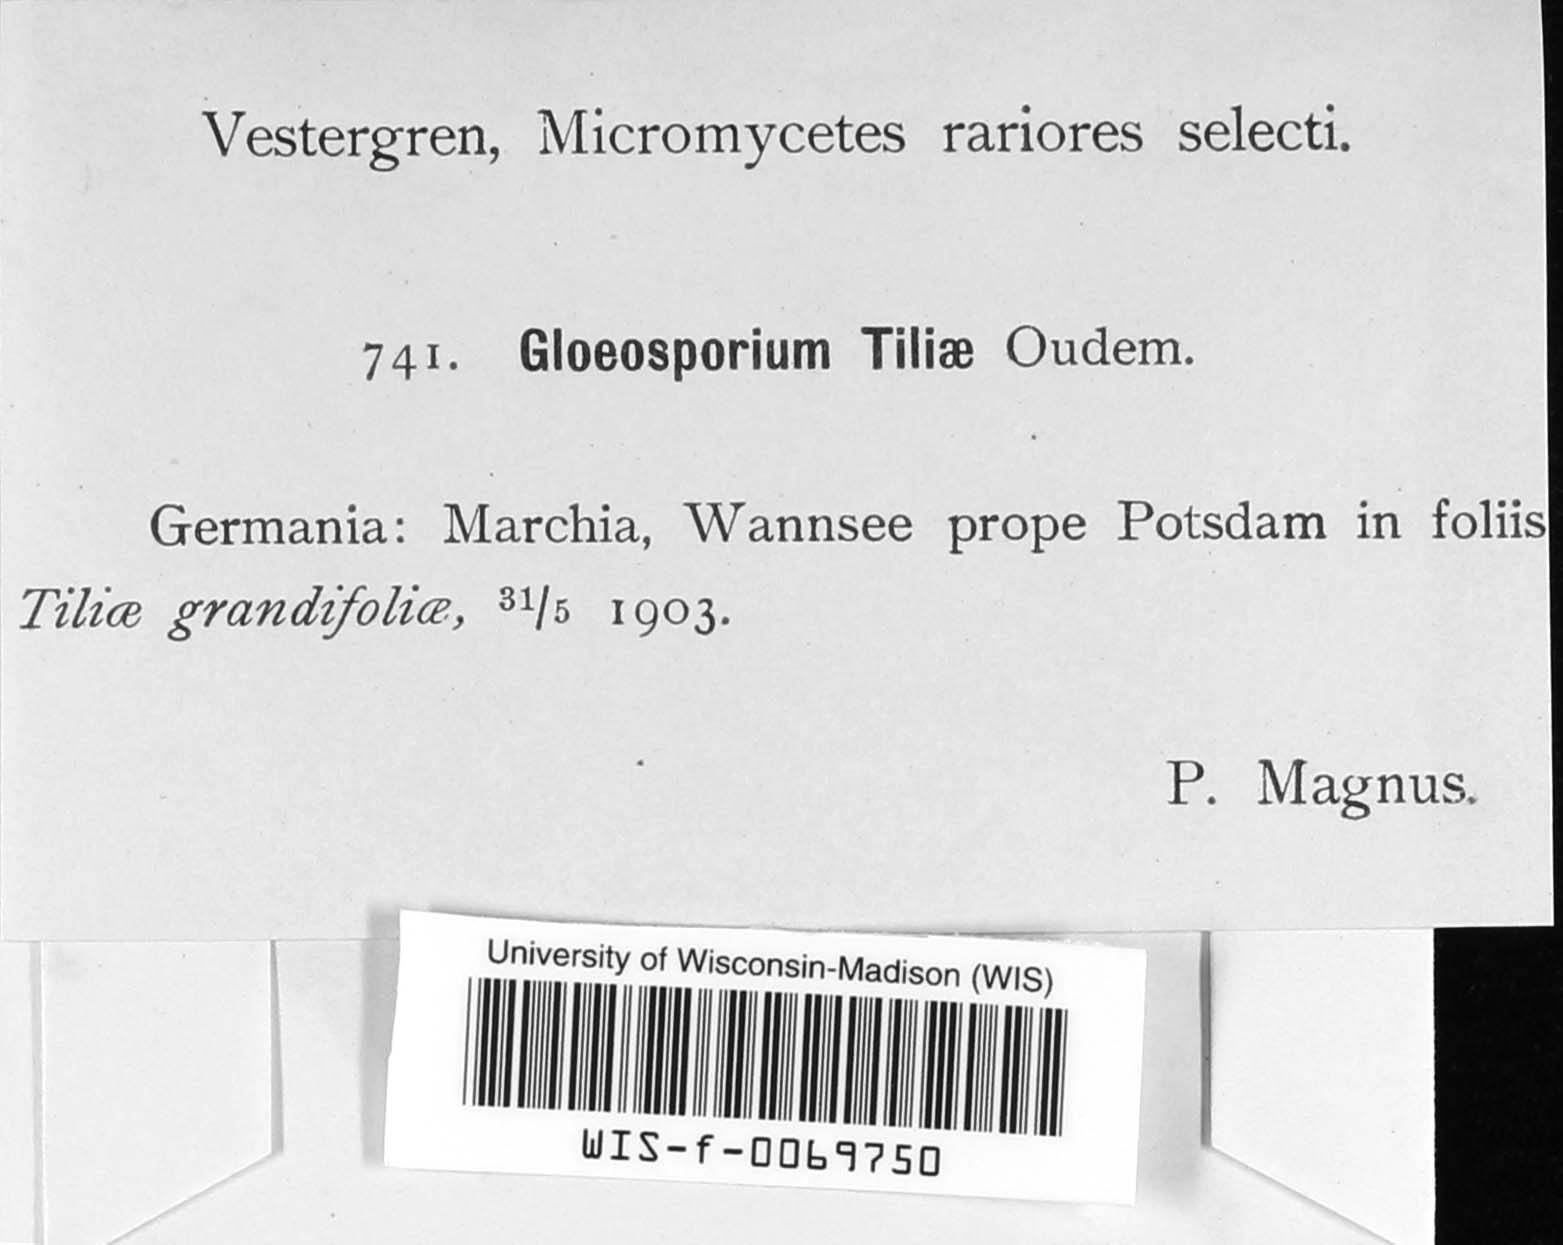 Vestergren, Micromycetes rariores selecti.
741. Gloeosporium Tiliæ Oudem.
Germania: Marchia, Wannsee prope Potsdam in foliis
Tiliæ grandifoliæ, 31/5 1903.
P. Magnus.
University of Wisconsin-Madison (WIS)
WIS-f-0069750